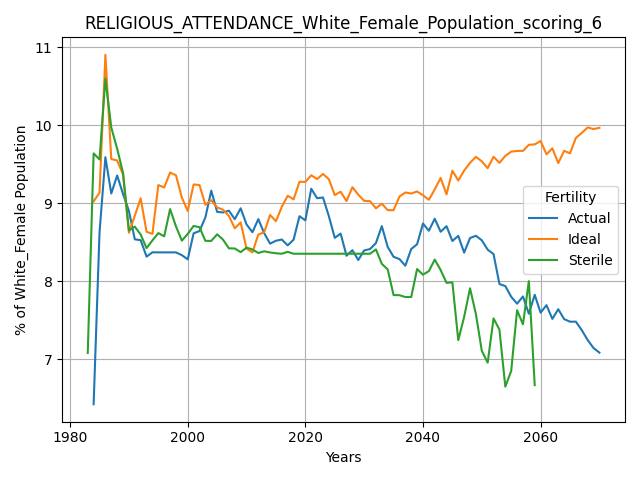 RELIGIOUS_ATTENDANCE_White_Female_Population_scoring_6
% of White_Female Population
11
10
9
8
7
Fertility
Actual
Ideal
Sterile
1980
2000
2020
2040
2060
Years